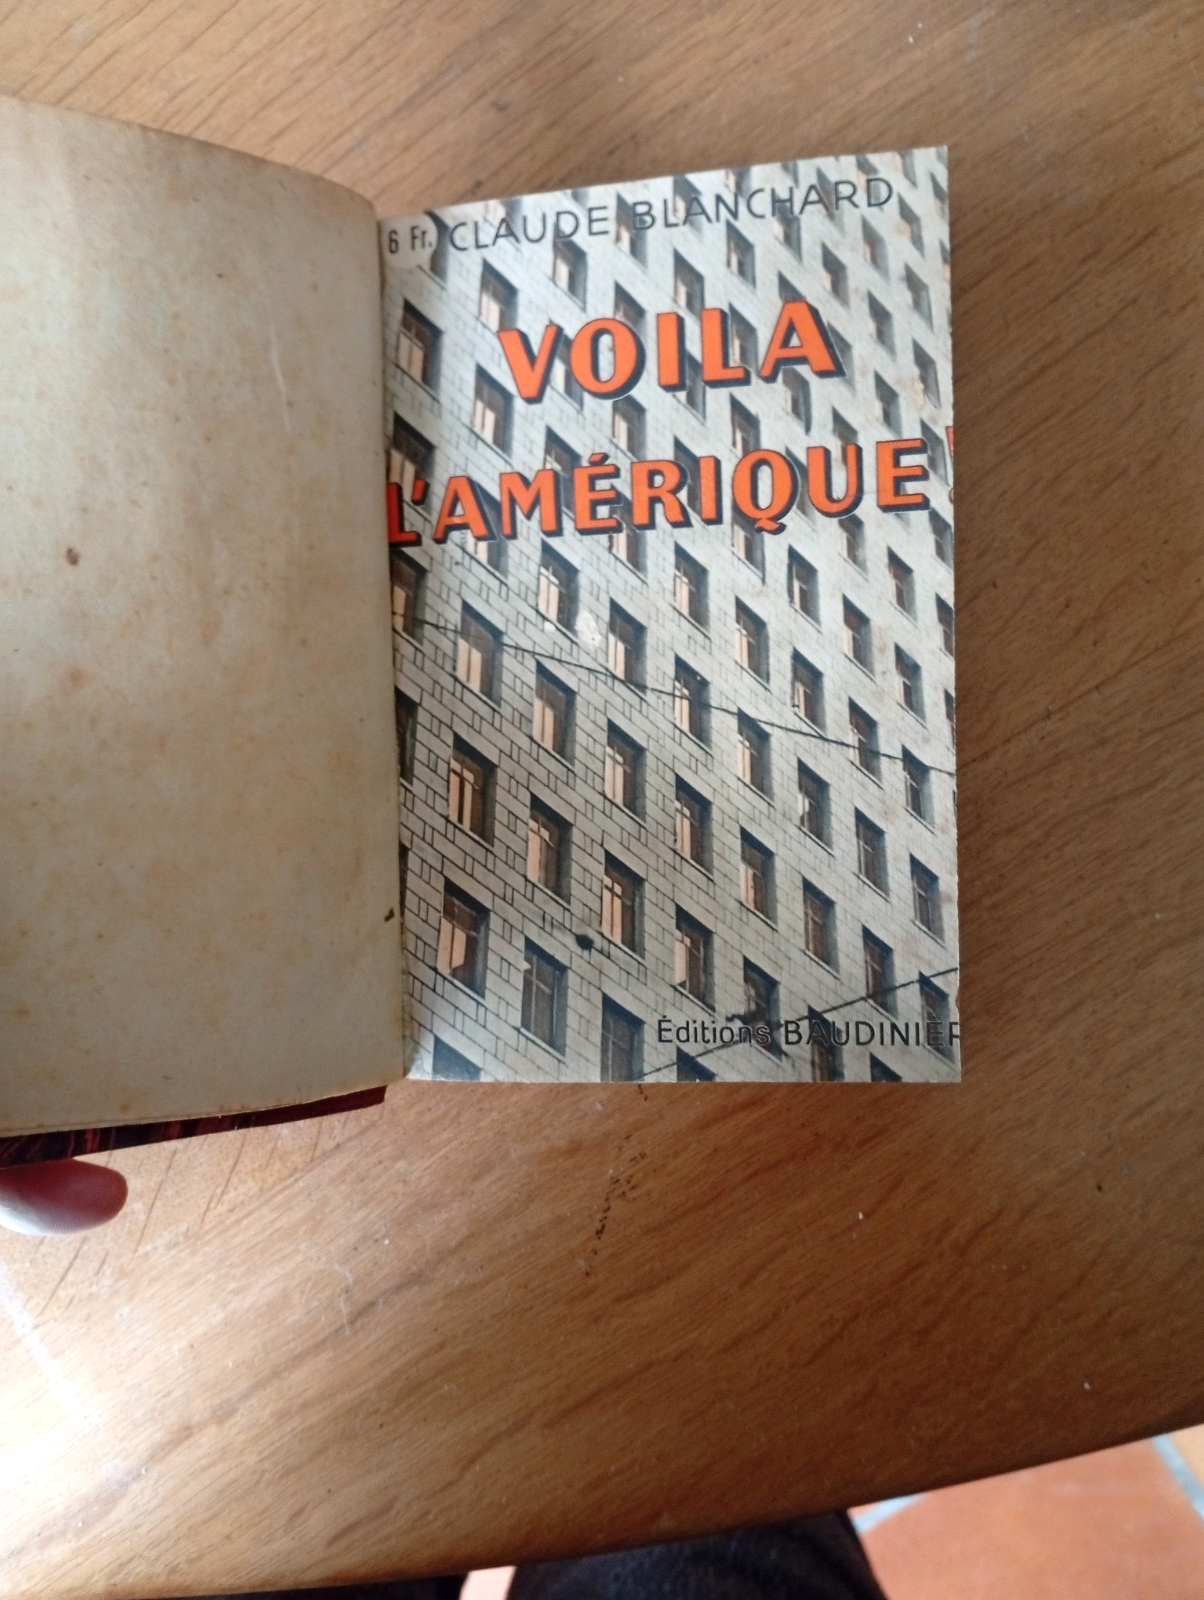 6 Fr. CLAUDE BLANCHARD
VOILA
L'AMÉRIQUE!
Éditions BAUDINIER